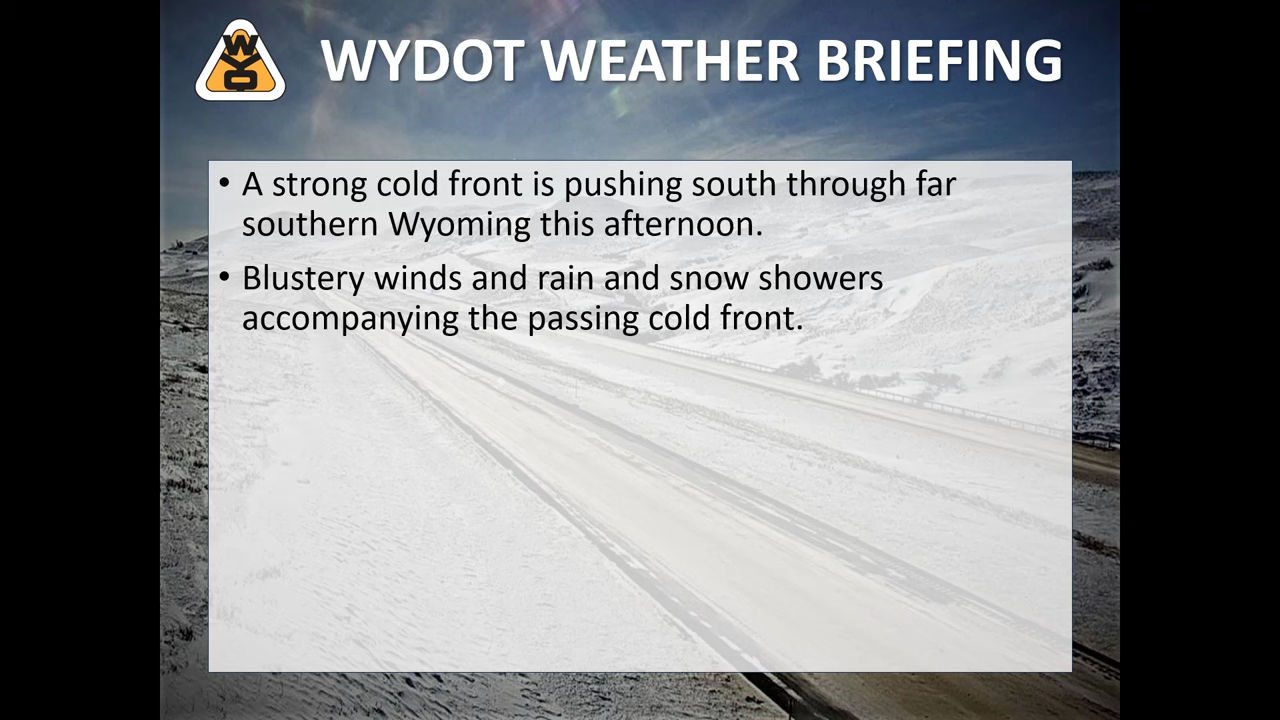 WYO
WYDOT WEATHER BRIEFING
• A strong cold front is pushing south through far
southern Wyoming this afternoon.
• Blustery winds and rain and snow showers
accompanying the passing cold front.